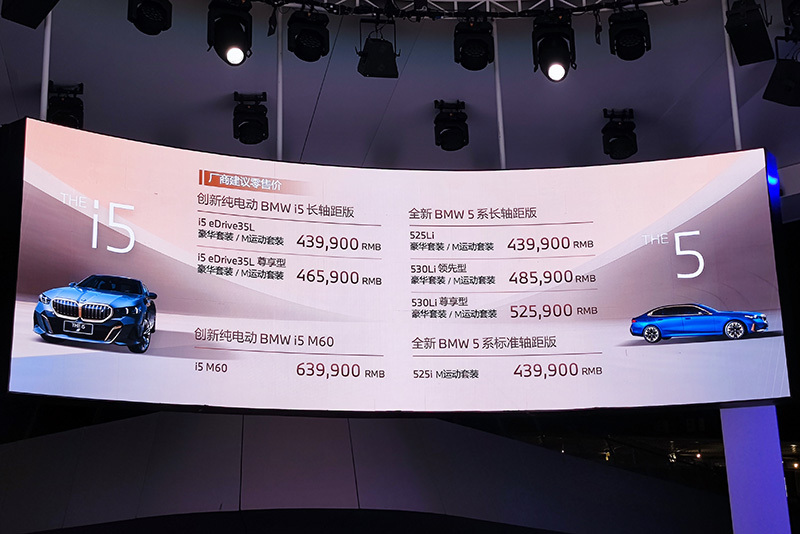 THE i5
厂商建议零售价
创新纯电动 BMW i5 长轴距版
i5 eDrive35L
豪华套装 / M运动套装 439,900 RMB
i5 eDrive35L 尊享型
豪华套装 / M运动套装 465,900 RMB
创新纯电动 BMW i5 M60
i5 M60 639,900 RMB
全新 BMW 5 系长轴距版
525Li
豪华套装 / M运动套装 439,900 RMB
530Li 领先型
豪华套装 / M运动套装 485,900 RMB
530Li 尊享型
豪华套装 / M运动套装 525,900 RMB
全新 BMW 5 系标准轴距版
525i M运动套装 439,900 RMB
THE 5